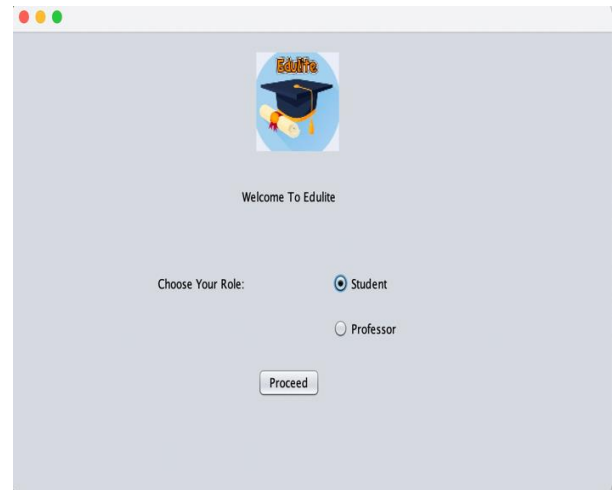 Edulite
Welcome To Edulite
Choose Your Role:
Student
Professor
Proceed